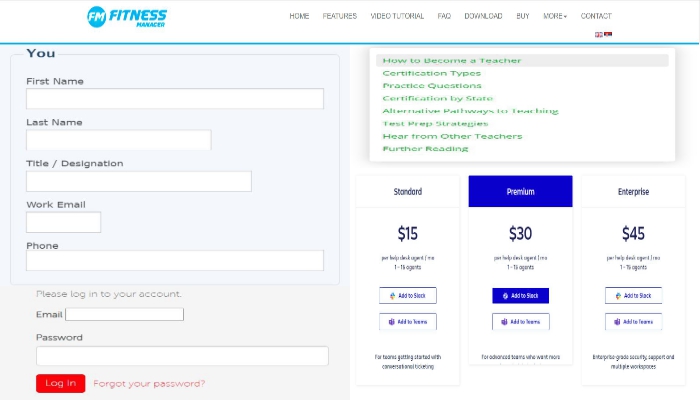 FM FITNESS
MANAGER
HOME FEATURES VIDEO TUTORIAL FAQ DOWNLOAD BUY MORE CONTACT
You
First Name
Last Name
Title / Designation
Work Email
Phone
Please log in to your account.
Email
Password
Log In Forgot your password?
How to Become a Teacher
Certification Types
Practice Questions
Certification by State
Alternative Pathways to Teaching
Test Prep Strategies
Hear from Other Teachers
Further Reading
Standard
$15
per help desk agent / mo
1 - 15 agents
Add to Slack
Add to Teams
For teams getting started with
conversational ticketing
Premium
$30
per help desk agent / mo
1 - 15 agents
Add to Slack
Add to Teams
For advanced teams who want more
Enterprise
$45
per help desk agent / mo
1 - 15 agents
Add to Slack
Add to Teams
Enterprise-grade security, support and
multiple workspaces